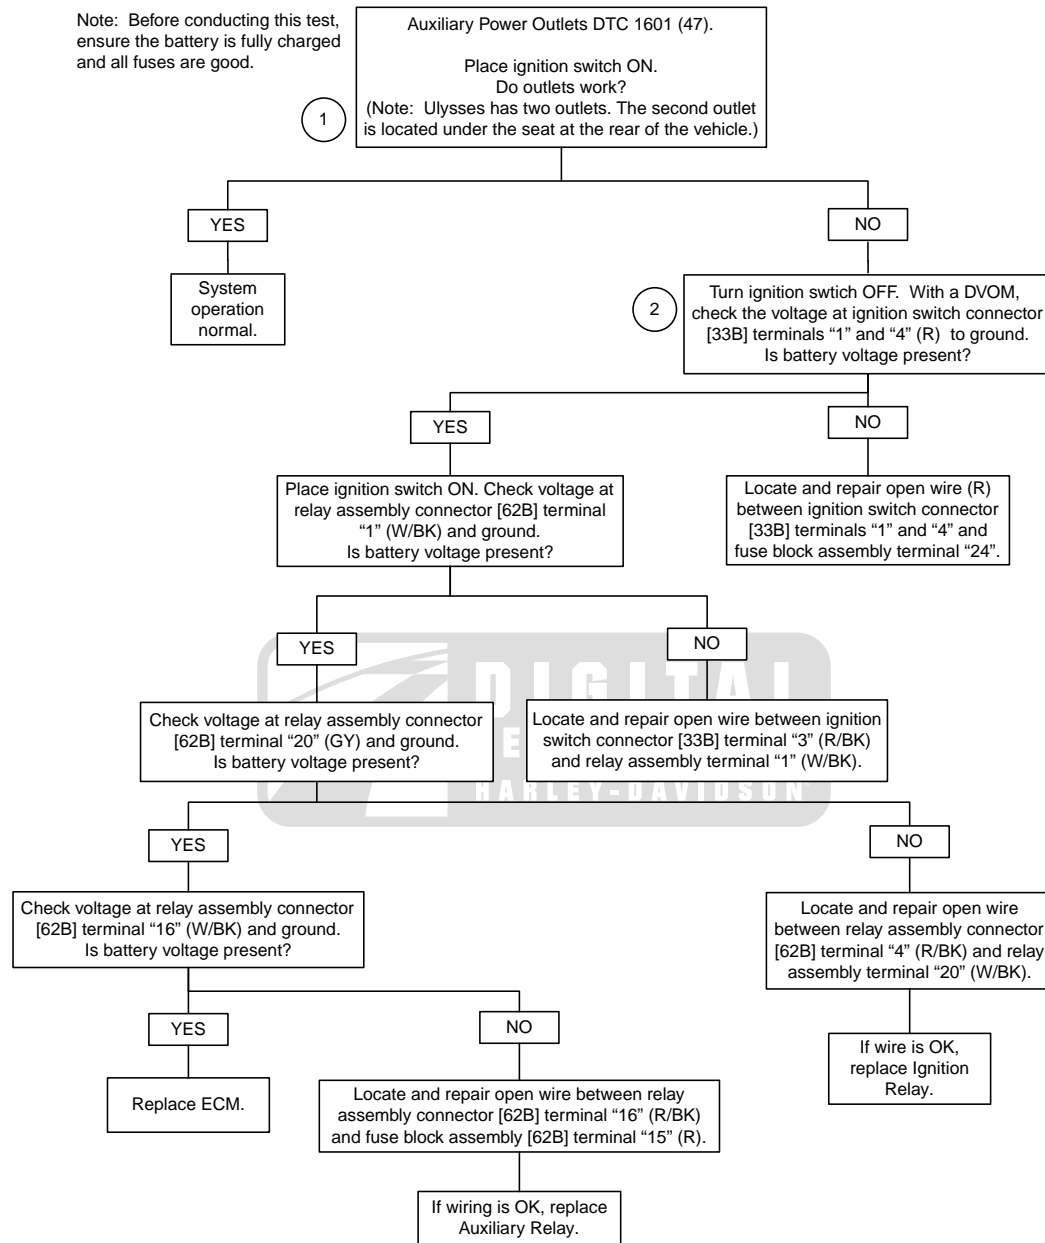 Note: Before conducting this test,
ensure the battery is fully charged
and all fuses are good.
Auxiliary Power Outlets DTC 1601 (47).
Place ignition switch ON.
Do outlets work?
(Note: Ulysses has two outlets. The second outlet
is located under the seat at the rear of the vehicle.)
1
YES
NO
System
operation
normal.
2
Turn ignition swtich OFF. With a DVOM,
check the voltage at ignition switch connector
[33B] terminals “1” and “4” (R) to ground.
Is battery voltage present?
YES
NO
Place ignition switch ON. Check voltage at
relay assembly connector [62B] terminal
“1” (W/BK) and ground.
Is battery voltage present?
Locate and repair open wire (R)
between ignition switch connector
[33B] terminals “1” and “4” and
fuse block assembly terminal “24”.
YES
NO
DIGITAL
Check voltage at relay assembly connector
[62B] terminal “20” (GY) and ground.
Is battery voltage present?
Locate and repair open wire between ignition
switch connector [33B] terminal “3” (R/BK)
and relay assembly terminal “1” (W/BK).
HARLEY-DAVIDSON
YES
NO
Check voltage at relay assembly connector
[62B] terminal “16” (W/BK) and ground.
Is battery voltage present?
Locate and repair open wire
between relay assembly connector
[62B] terminal “4” (R/BK) and relay
assembly terminal “20” (W/BK).
YES
NO
If wire is OK,
replace Ignition
Relay.
Replace ECM.
Locate and repair open wire between relay
assembly connector [62B] terminal “16” (R/BK)
and fuse block assembly [62B] terminal “15” (R).
If wiring is OK, replace
Auxiliary Relay.